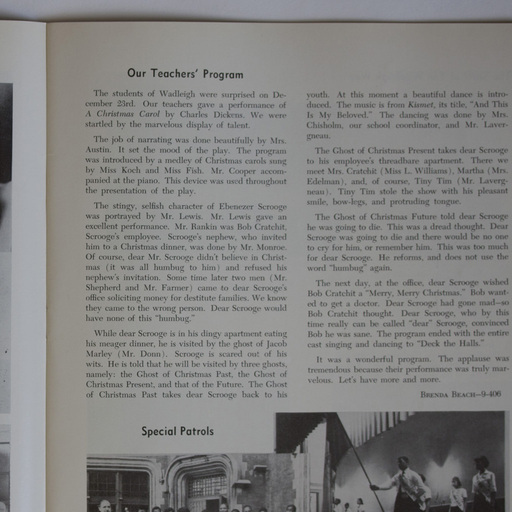 Our Teachers' Program
The students of Wadleigh were surprised on De-
cember 23rd. Our teachers gave a performance of
A Christmas Carol by Charles Dickens. We were
startled by the marvelous display of talent.
The job of narrating was done beautifully by Mrs.
Austin. It set the mood of the play. The program
was introduced by a medley of Christmas carols sung
by Miss Koch and Miss Fish. Mr. Cooper accom-
panied at the piano. This device was used throughout
the presentation of the play.
The stingy, selfish character of Ebenezer Scrooge
was portrayed by Mr. Lewis. Mr. Lewis gave an
excellent performance. Mr. Rankin was Bob Cratchit,
Scrooge's employee. Scrooge's nephew, who invited
him to a Christmas dinner, was done by Mr. Monroe.
Of course, dear Mr. Scrooge didn't believe in Christ-
mas (it was all humbug to him) and refused his
nephew's invitation. Some time later two men (Mr.
Shepherd and Mr. Farmer) came to dear Scrooge's
office soliciting money for destitute families. We know
they came to the wrong person. Dear Scrooge would
have none of this "humbug."
While dear Scrooge is in his dingy apartment eating
his meager dinner, he is visited by the ghost of Jacob
Marley (Mr. Donn). Scrooge is scared out of his
wits. He is told that he will be visited by three ghosts,
namely: the Ghost of Christmas Past, the Ghost of
Christmas Present, and that of the Future. The Ghost
of Christmas Past takes dear Scrooge back to his
youth. At this moment a beautiful dance is intro-
duced. The music is from Kismet, its title, "And This
Is My Beloved." The dancing was done by Mrs.
Chisholm, our school coordinator, and Mr. Laver-
gneau.
The Ghost of Christmas Present takes dear Scrooge
to his employee's threadbare apartment. There we
meet Mrs. Cratchit (Miss L. Williams), Martha (Mrs.
Edelman), and, of course, Tiny Tim (Mr. Laverg-
nean). Tiny Tim stole the show with his pleasant
smile, bow-legs, and protruding tongue.
The Ghost of Christmas Future told dear Scrooge
he was going to die. This was a dread thought. Dear
Scrooge was going to die and there would be no one
to cry for him, or remember him. This was too much
for dear Scrooge. He reforms, and does not use the
word "humbug" again.
The next day, at the office, dear Scrooge wished
Bob Cratchit a "Merry, Merry Christmas." Bob want-
ed to get a doctor. Dear Scrooge had gone mad—so
Bob Cratchit thought. Dear Scrooge, who by this
time really can be called "dear" Scrooge, convinced
Bob he was sane. The program ended with the entire
cast singing and dancing to "Deck the Halls."
It was a wonderful program. The applause was
tremendous because their performance was truly mar-
velous. Let's have more and more.
Brenda Beach—9-406
Special Patrols